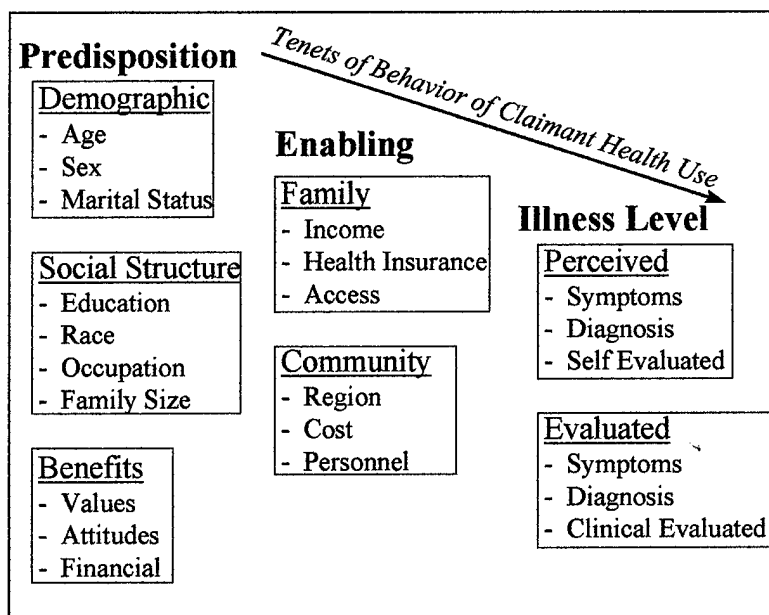 Predisposition
Demographic
- Age
- Sex
- Marital Status
Social Structure
- Education
- Race
- Occupation
- Family Size
Benefits
- Values
- Attitudes
- Financial
Tenets of Behavior of Claimant Health Use
Enabling
Family
- Income
- Health Insurance
- Access
Community
- Region
- Cost
- Personnel
Illness Level
Perceived
- Symptoms
- Diagnosis
- Self Evaluated
Evaluated
- Symptoms
- Diagnosis
- Clinical Evaluated